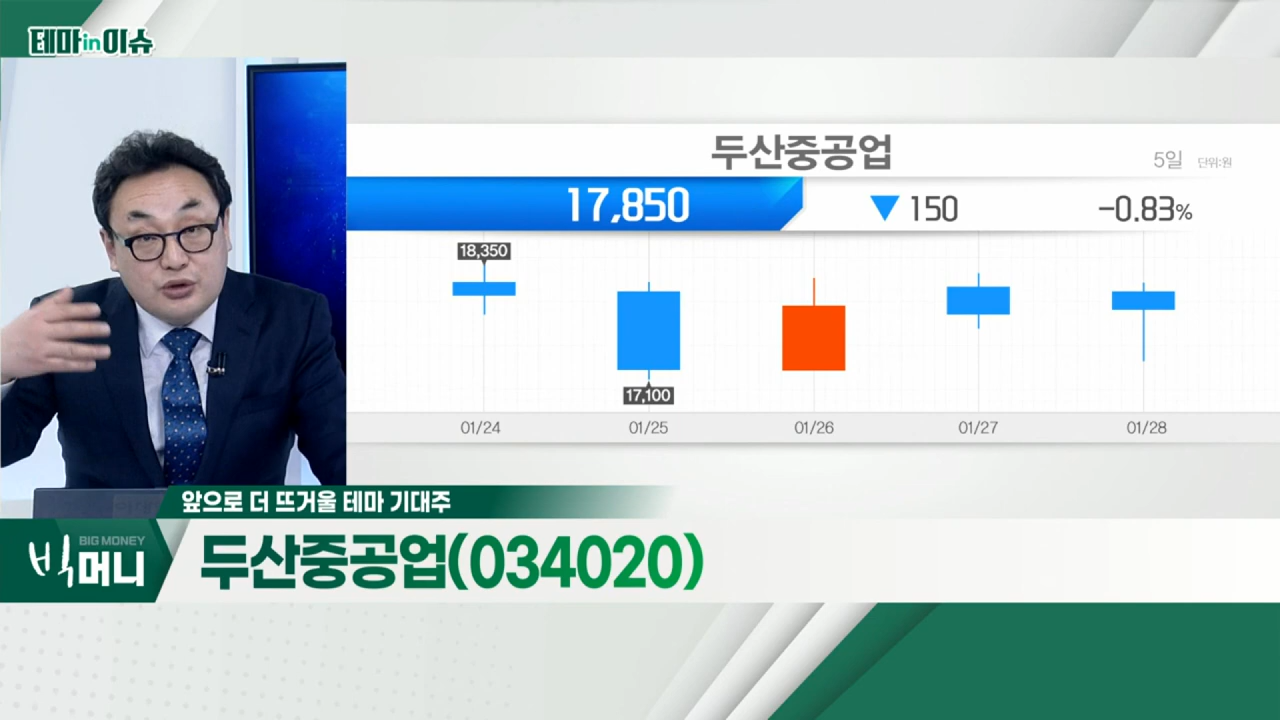 테마in이슈
두산중공업
5일 단위:원
17,850 ▼150 -0.83%
18,350
17,100
01/24 01/25 01/26 01/27 01/28
앞으로 더 뜨거울 테마 기대주
BIG MONEY
빅머니
두산중공업(034020)